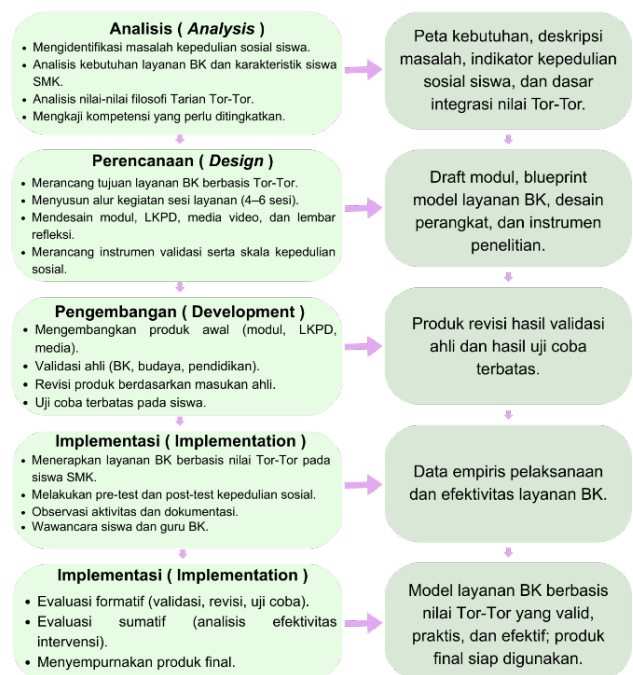 Analisis ( Analysis )
• Mengidentifikasi masalah kepedulian sosial siswa.
• Analisis kebutuhan layanan BK dan karakteristik siswa
SMK.
• Analisis nilai-nilai filosofi Tarian Tor-Tor.
• Mengkaji kompetensi yang perlu ditingkatkan.
Peta kebutuhan, deskripsi
masalah, indikator kepedulian
sosial siswa, dan dasar
integrasi nilai Tor-Tor.
Perencanaan ( Design )
• Merancang tujuan layanan BK berbasis Tor-Tor.
• Menyusun alur kegiatan sesi layanan (4–6 sesi).
• Mendesain modul, LKPD, media video, dan lembar
refleksi.
• Merancang instrumen validasi serta skala kepedulian
sosial.
Draft modul, blueprint
model layanan BK, desain
perangkat, dan instrumen
penelitian.
Pengembangan ( Development )
• Mengembangkan produk awal (modul, LKPD,
media).
• Validasi ahli (BK, budaya, pendidikan).
• Revisi produk berdasarkan masukan ahli.
• Uji coba terbatas pada siswa.
Produk revisi hasil validasi
ahli dan hasil uji coba
terbatas.
Implementasi ( Implementation )
• Menerapkan layanan BK berbasis nilai Tor-Tor pada
siswa SMK.
• Melakukan pre-test dan post-test kepedulian sosial.
• Observasi aktivitas dan dokumentasi.
• Wawancara siswa dan guru BK.
Data empiris pelaksanaan
dan efektivitas layanan BK.
Implementasi ( Implementation )
• Evaluasi formatif (validasi, revisi, uji coba).
• Evaluasi sumatif (analisis efektivitas
intervensi).
• Menyempurnakan produk final.
Model layanan BK berbasis
nilai Tor-Tor yang valid,
praktis, dan efektif; produk
final siap digunakan.